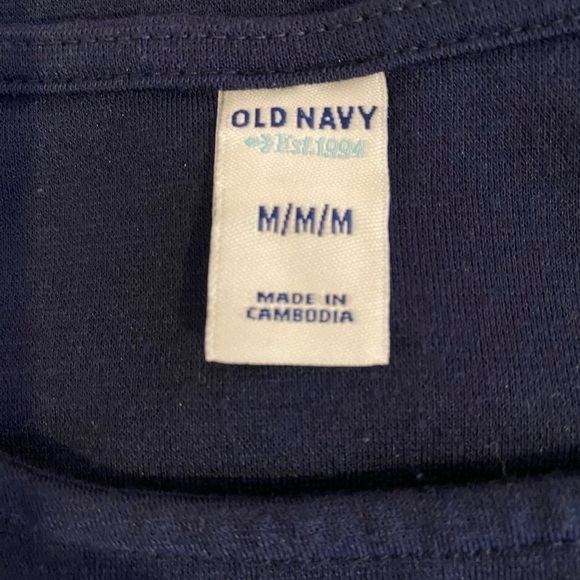 OLD NAVY
Est. 1994
M/M/M
MADE IN
CAMBODIA